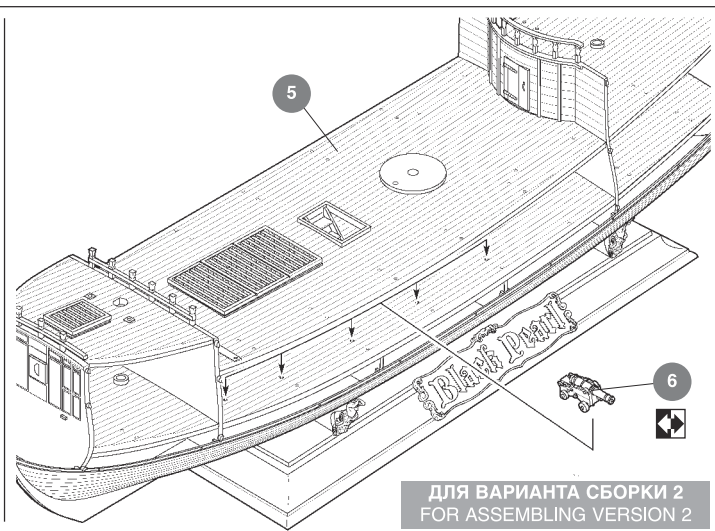 5
Black Pearl
6
ДЛЯ ВАРИАНТА СБОРКИ 2
FOR ASSEMBLING VERSION 2